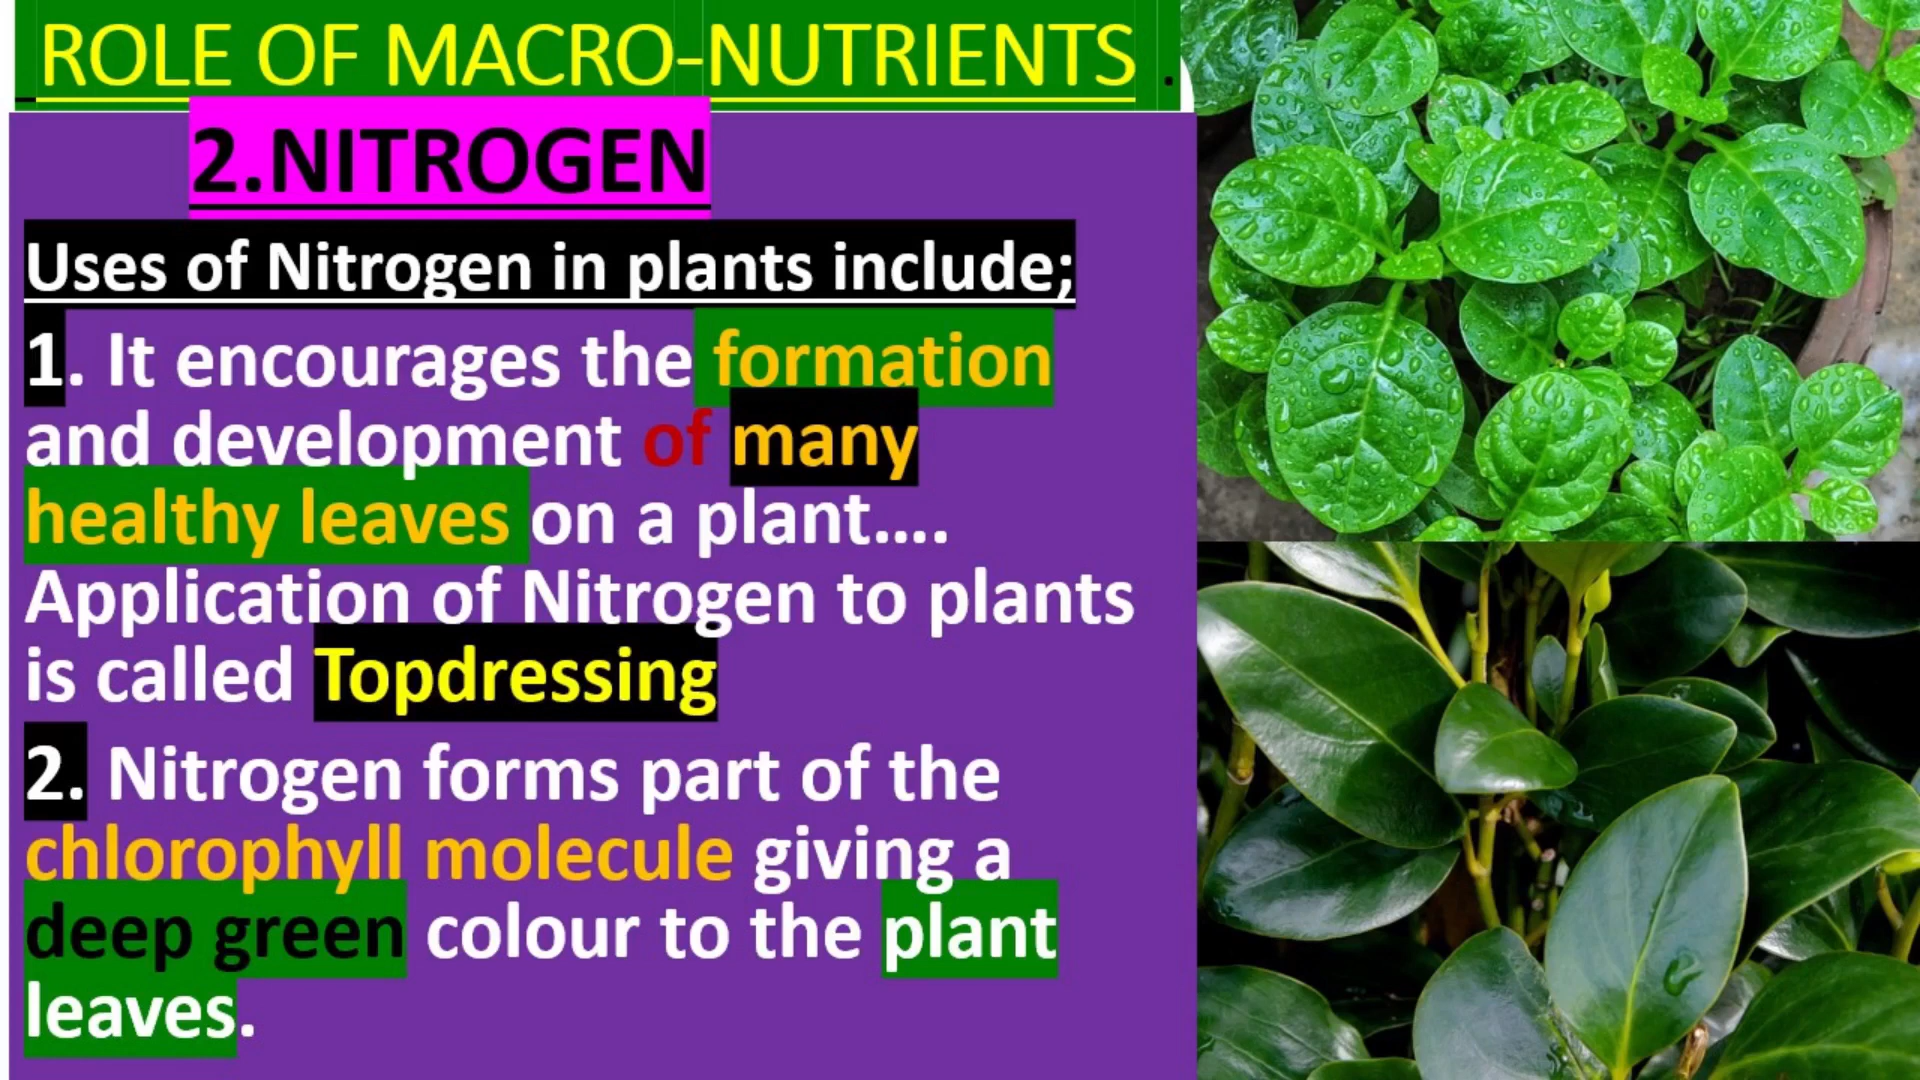 ROLE OF MACRO-NUTRIENTS .
2.NITROGEN
Uses of Nitrogen in plants include;
1. It encourages the formation
and development of many
healthy leaves on a plant....
Application of Nitrogen to plants
is called Topdressing
2. Nitrogen forms part of the
chlorophyll molecule giving a
deep green colour to the plant
leaves.